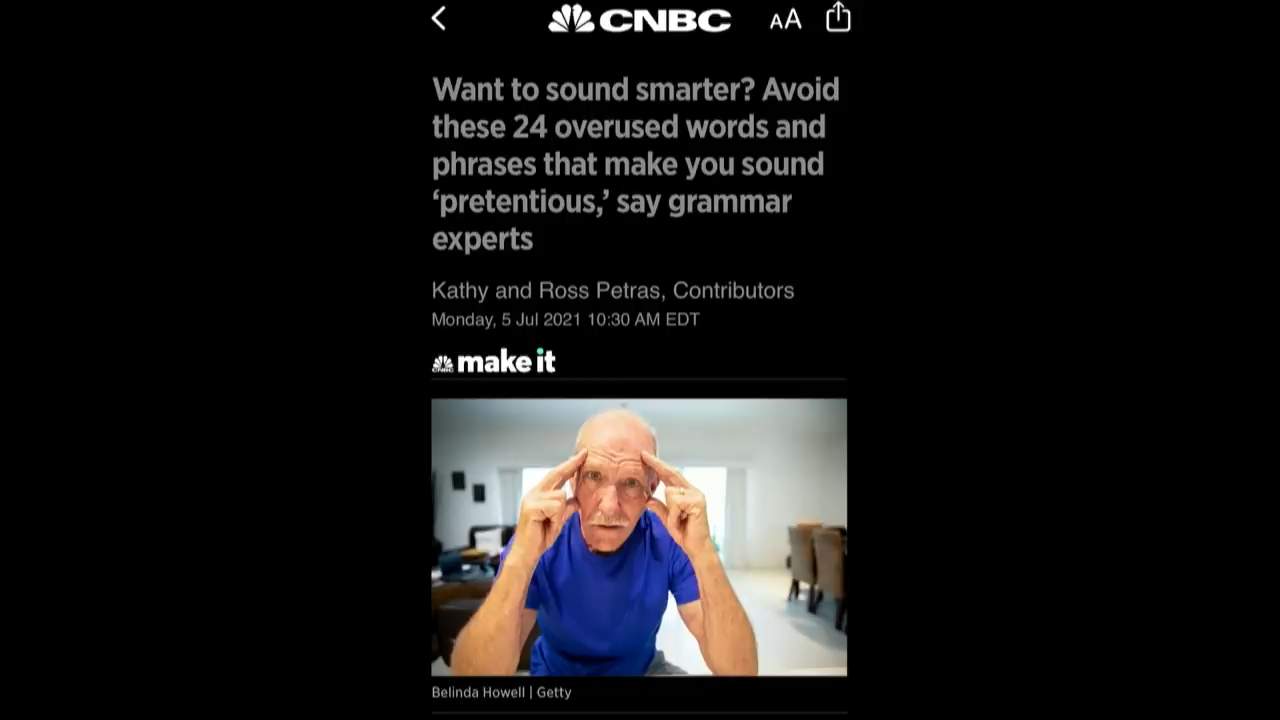 CNBC
AA
Want to sound smarter? Avoid
these 24 overused words and
phrases that make you sound
‘pretentious,’ say grammar
experts
Kathy and Ross Petras, Contributors
Monday, 5 Jul 2021 10:30 AM EDT
CNBC make it
Belinda Howell | Getty